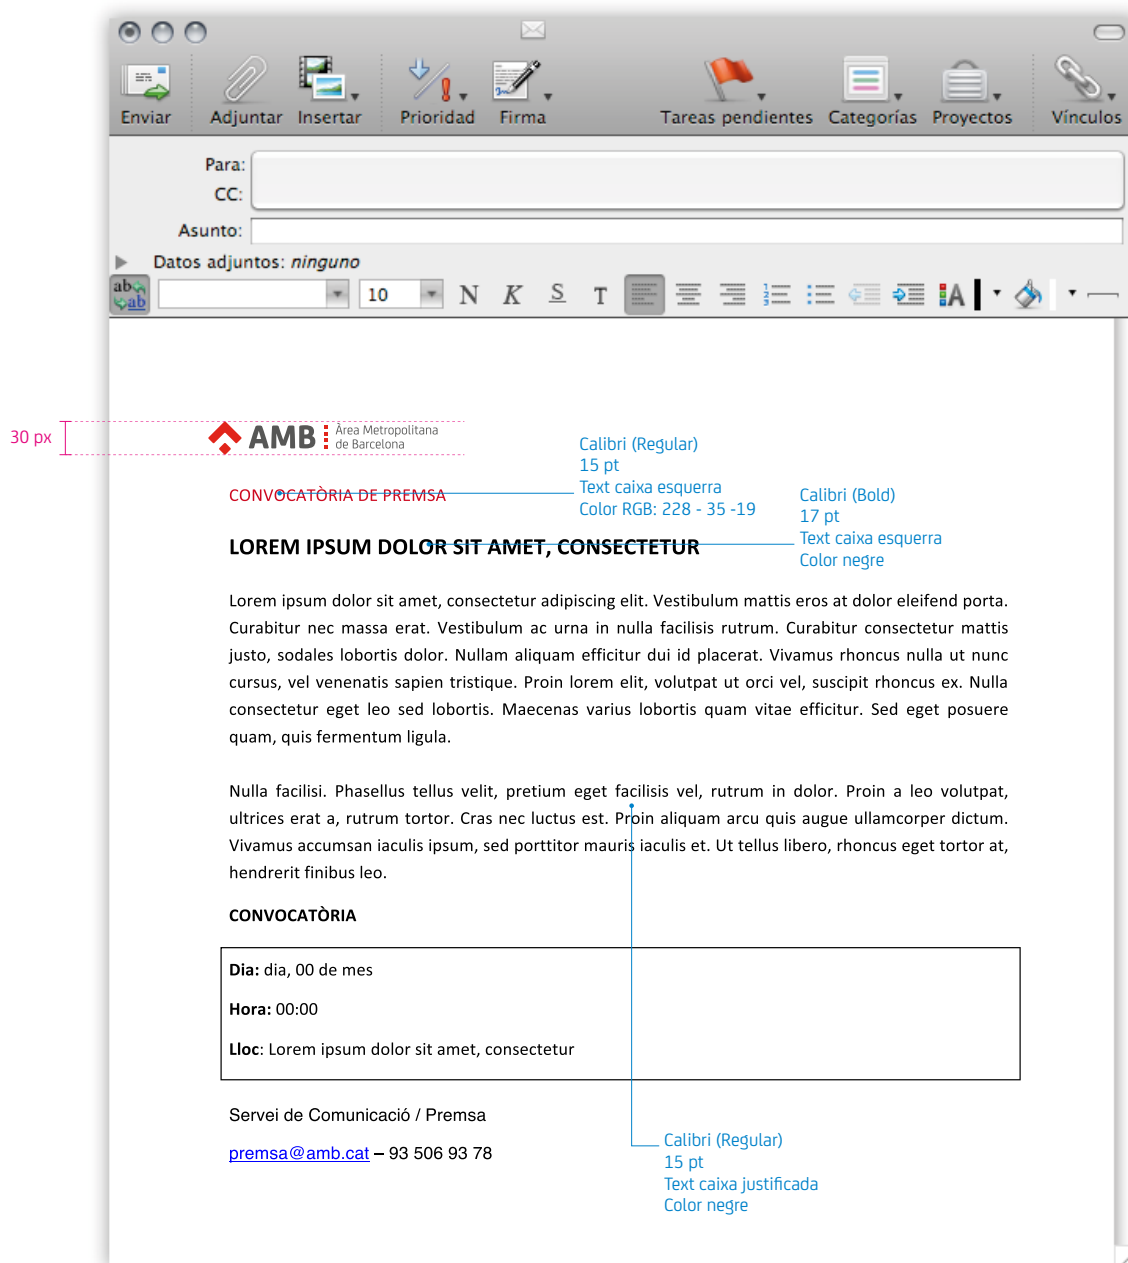 Enviar
Adjuntar
Insertar
Prioridad
Firma
Tareas pendientes
Categorías
Proyectos
Vínculos
Para:
CC:
Asunto:
Datos adjuntos: ninguno
10
N K S T
30 px
AMB
Àrea Metropolitana
de Barcelona
Calibri (Regular)
15 pt
Text caixa esquerra
Color RGB: 228 - 35 -19
CONVOCATÒRIA DE PREMSA
Calibri (Bold)
17 pt
Text caixa esquerra
Color negre
LOREM IPSUM DOLOR SIT AMET, CONSECTETUR
Lorem ipsum dolor sit amet, consectetur adipiscing elit. Vestibulum mattis eros at dolor eleifend porta.
Curabitur nec massa erat. Vestibulum ac urna in nulla facilisis rutrum. Curabitur consectetur mattis
justo, sodales lobortis dolor. Nullam aliquam efficitur dui id placerat. Vivamus rhoncus nulla ut nunc
cursus, vel venenatis sapien tristique. Proin lorem elit, volutpat ut orci vel, suscipit rhoncus ex. Nulla
consectetur eget leo sed lobortis. Maecenas varius lobortis quam vitae efficitur. Sed eget posuere
quam, quis fermentum ligula.
Nulla facilisi. Phasellus tellus velit, pretium eget facilisis vel, rutrum in dolor. Proin a leo volutpat,
ultrices erat a, rutrum tortor. Cras nec luctus est. Proin aliquam arcu quis augue ullamcorper dictum.
Vivamus accumsan iaculis ipsum, sed porttitor mauris iaculis et. Ut tellus libero, rhoncus eget tortor at,
hendrerit finibus leo.
CONVOCATÒRIA
Dia: dia, 00 de mes
Hora: 00:00
Lloc: Lorem ipsum dolor sit amet, consectetur
Servei de Comunicació / Premsa
premsa@amb.cat – 93 506 93 78
Calibri (Regular)
15 pt
Text caixa justificada
Color negre